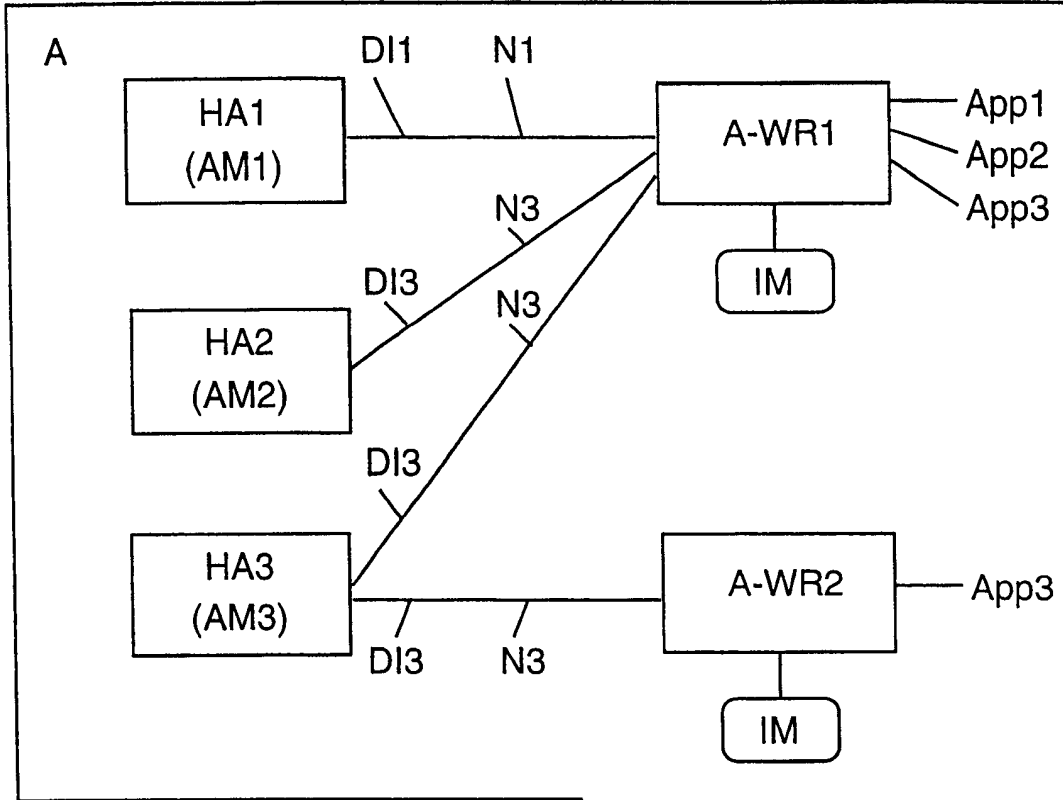 A
DI1
N1
HA1
(AM1)
A-WR1
App1
App2
App3
IM
N3
DI3
N3
HA2
(AM2)
DI3
HA3
(AM3)
DI3
N3
A-WR2
App3
IM